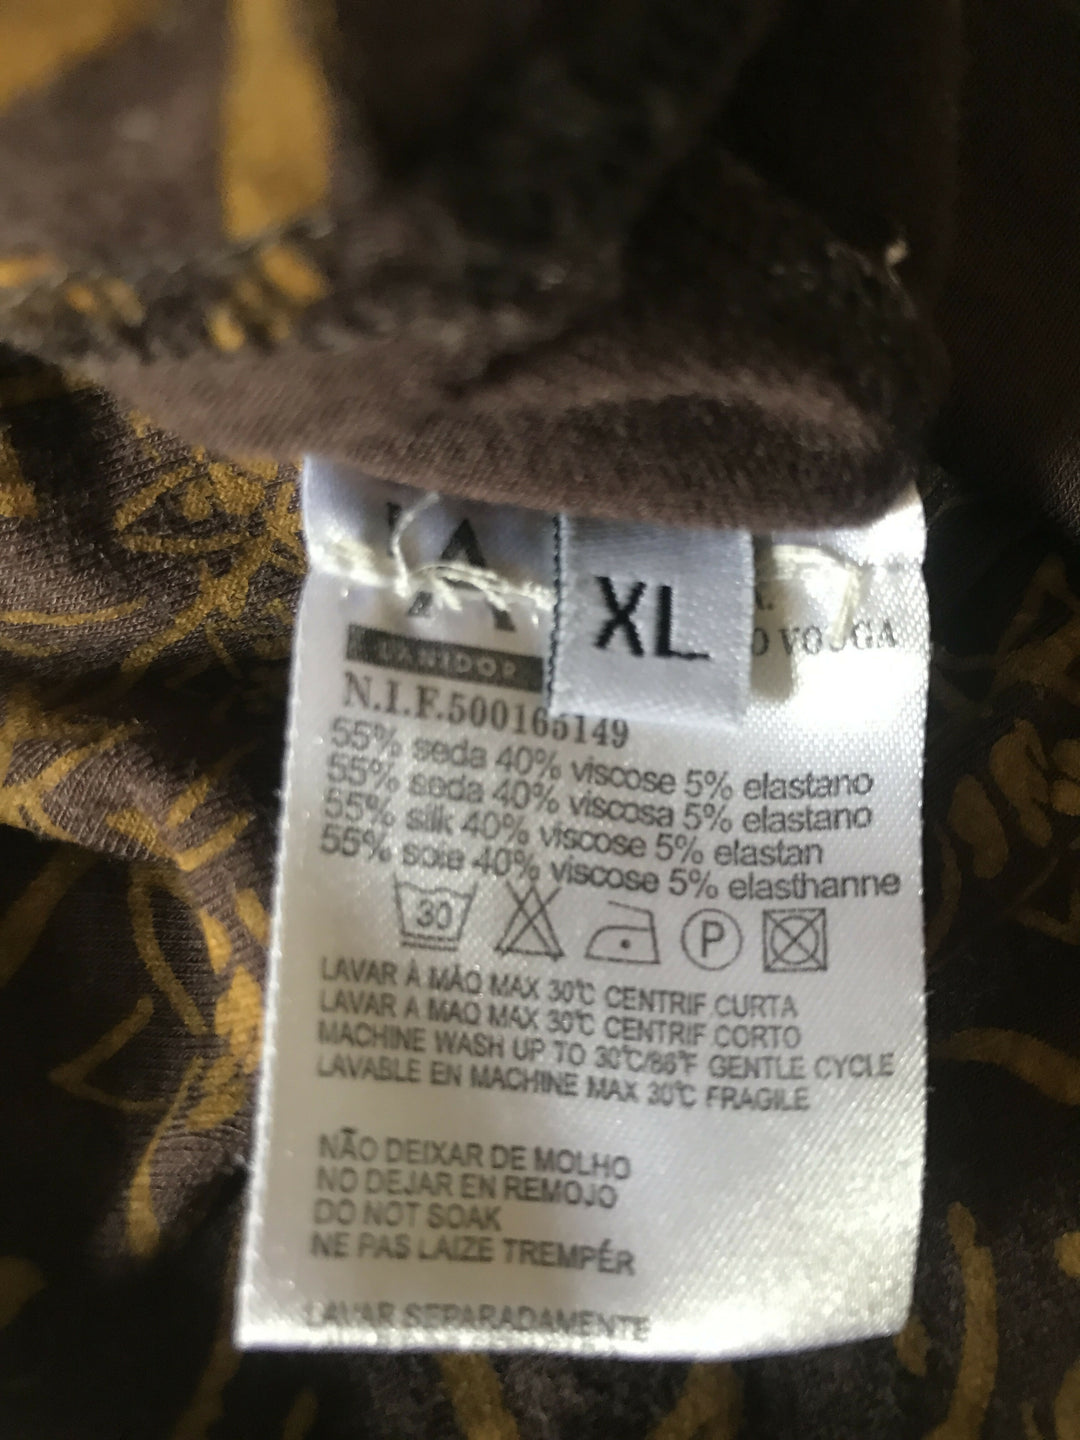 XL
VOUGA
LANIDOR
N.I.F.500165149
55% seda 40% viscose 5% elastano
55% seda 40% viscosa 5% elastano
55% silk 40% viscose 5% elastan
55% soie 40% viscose 5% elasthanne
30
P
LAVAR À MÃO MAX 30°C CENTRIF.CURTA
LAVAR A MAO MAX 30°C CENTRIF.CORTO
MACHINE WASH UP TO 30°C/86°F GENTLE CYCLE
LAVABLE EN MACHINE MAX 30°C FRAGILE
NÃO DEIXAR DE MOLHO
NO DEJAR EN REMOJO
DO NOT SOAK
NE PAS LAIZE TREMPÉR
LAVAR SEPARADAMENTE